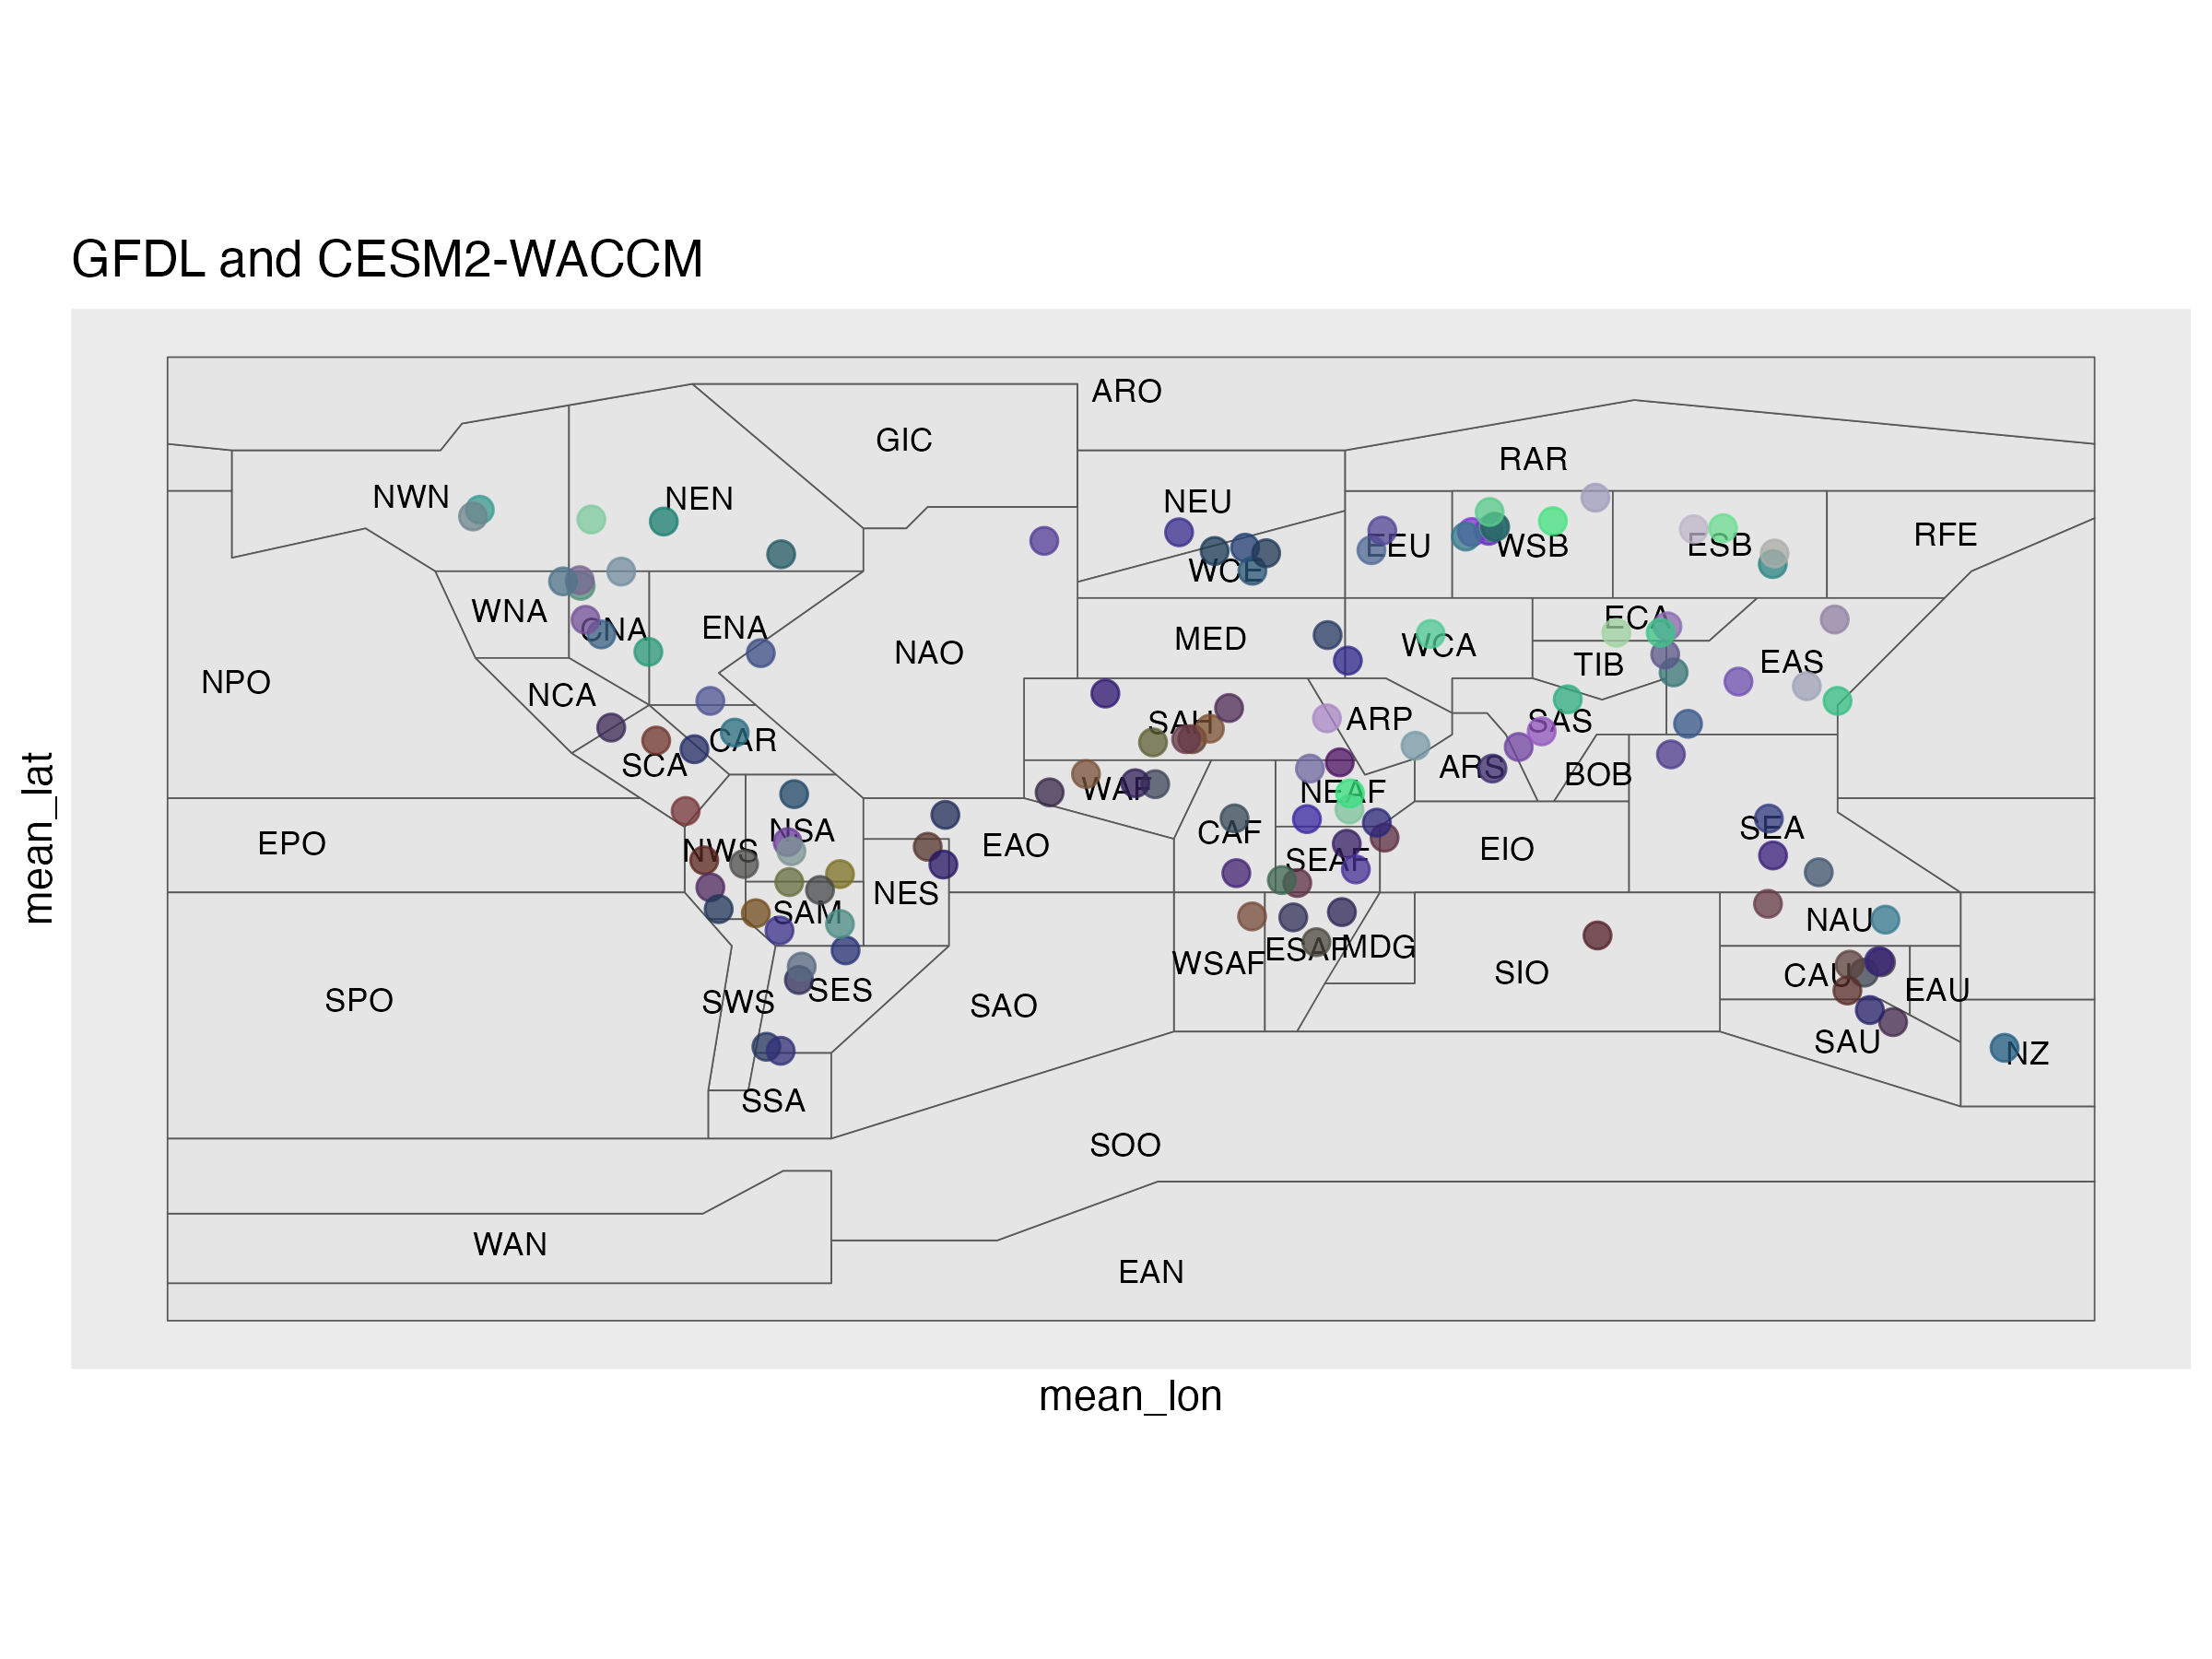 GFDL and CESM2-WACCM
ARO
GIC
RAR
NWN
NEN
NEU
RFE
EEU
WSB
ESB
WCE
WNA
CNA
ENA
ECA
MED
WCA
NAO
TIB
EAS
NPO
NCA
SAH
ARP
SAS
CAR
SCA
ARS
BOB
WAF
NEAF
NSA
CAF
SEA
EPO
NWS
EAO
SEAF
EIO
NES
SAM
NAU
ESAF
MDG
WSAF
SIO
CAU
EAU
SES
SPO
SWS
SAO
SAU
NZ
SSA
SOO
WAN
EAN
mean_lat
mean_lon